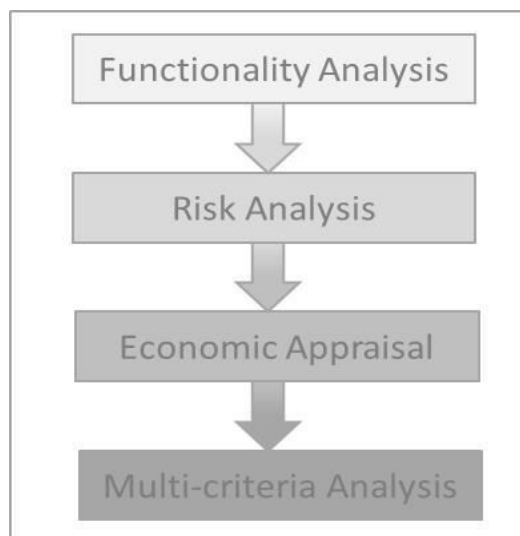 Functionality Analysis
Risk Analysis
Economic Appraisal
Multi-criteria Analysis